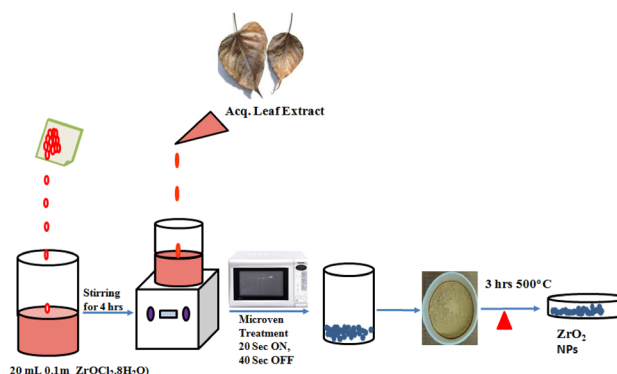 Acq. Leaf Extract
Stirring
for 4 hrs
Microven
Treatment
20 Sec ON,
40 Sec OFF
3 hrs 500°C
ZrO₂
NPs
20 mL 0.1m ZrOCl₂.8H₂O)